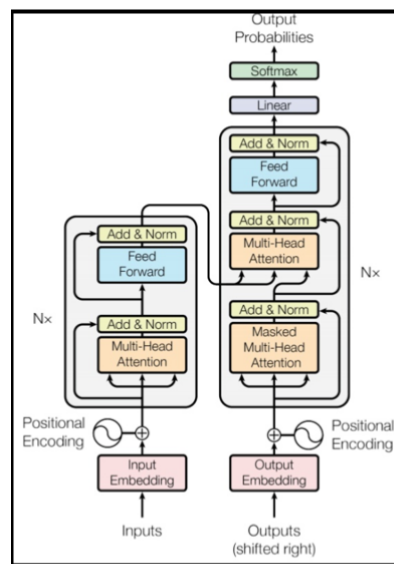 Output
Probabilities
Softmax
Linear
Add & Norm
Feed
Forward
Add & Norm
Multi-Head
Attention
Add & Norm
Masked
Multi-Head
Attention
N×
Positional
Encoding
Output
Embedding
Outputs
(shifted right)
Add & Norm
Feed
Forward
N×
Add & Norm
Multi-Head
Attention
Positional
Encoding
Input
Embedding
Inputs